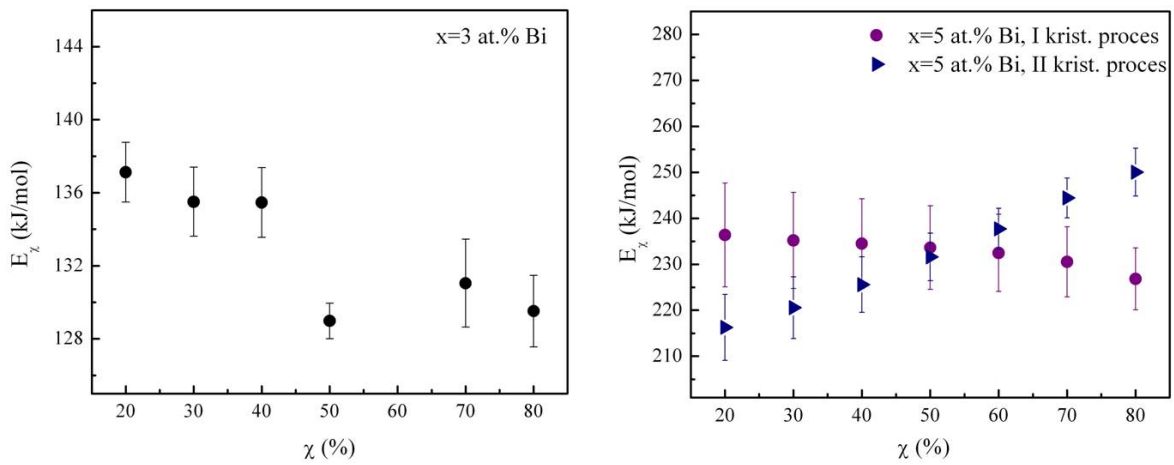 x=3 at.% Bi
144
140
136
132
128
E_χ (kJ/mol)
20 30 40 50 60 70 80
χ (%)
x=5 at.% Bi, I krist. proces
x=5 at.% Bi, II krist. proces
280
270
260
250
240
230
220
210
E_χ (kJ/mol)
20 30 40 50 60 70 80
χ (%)